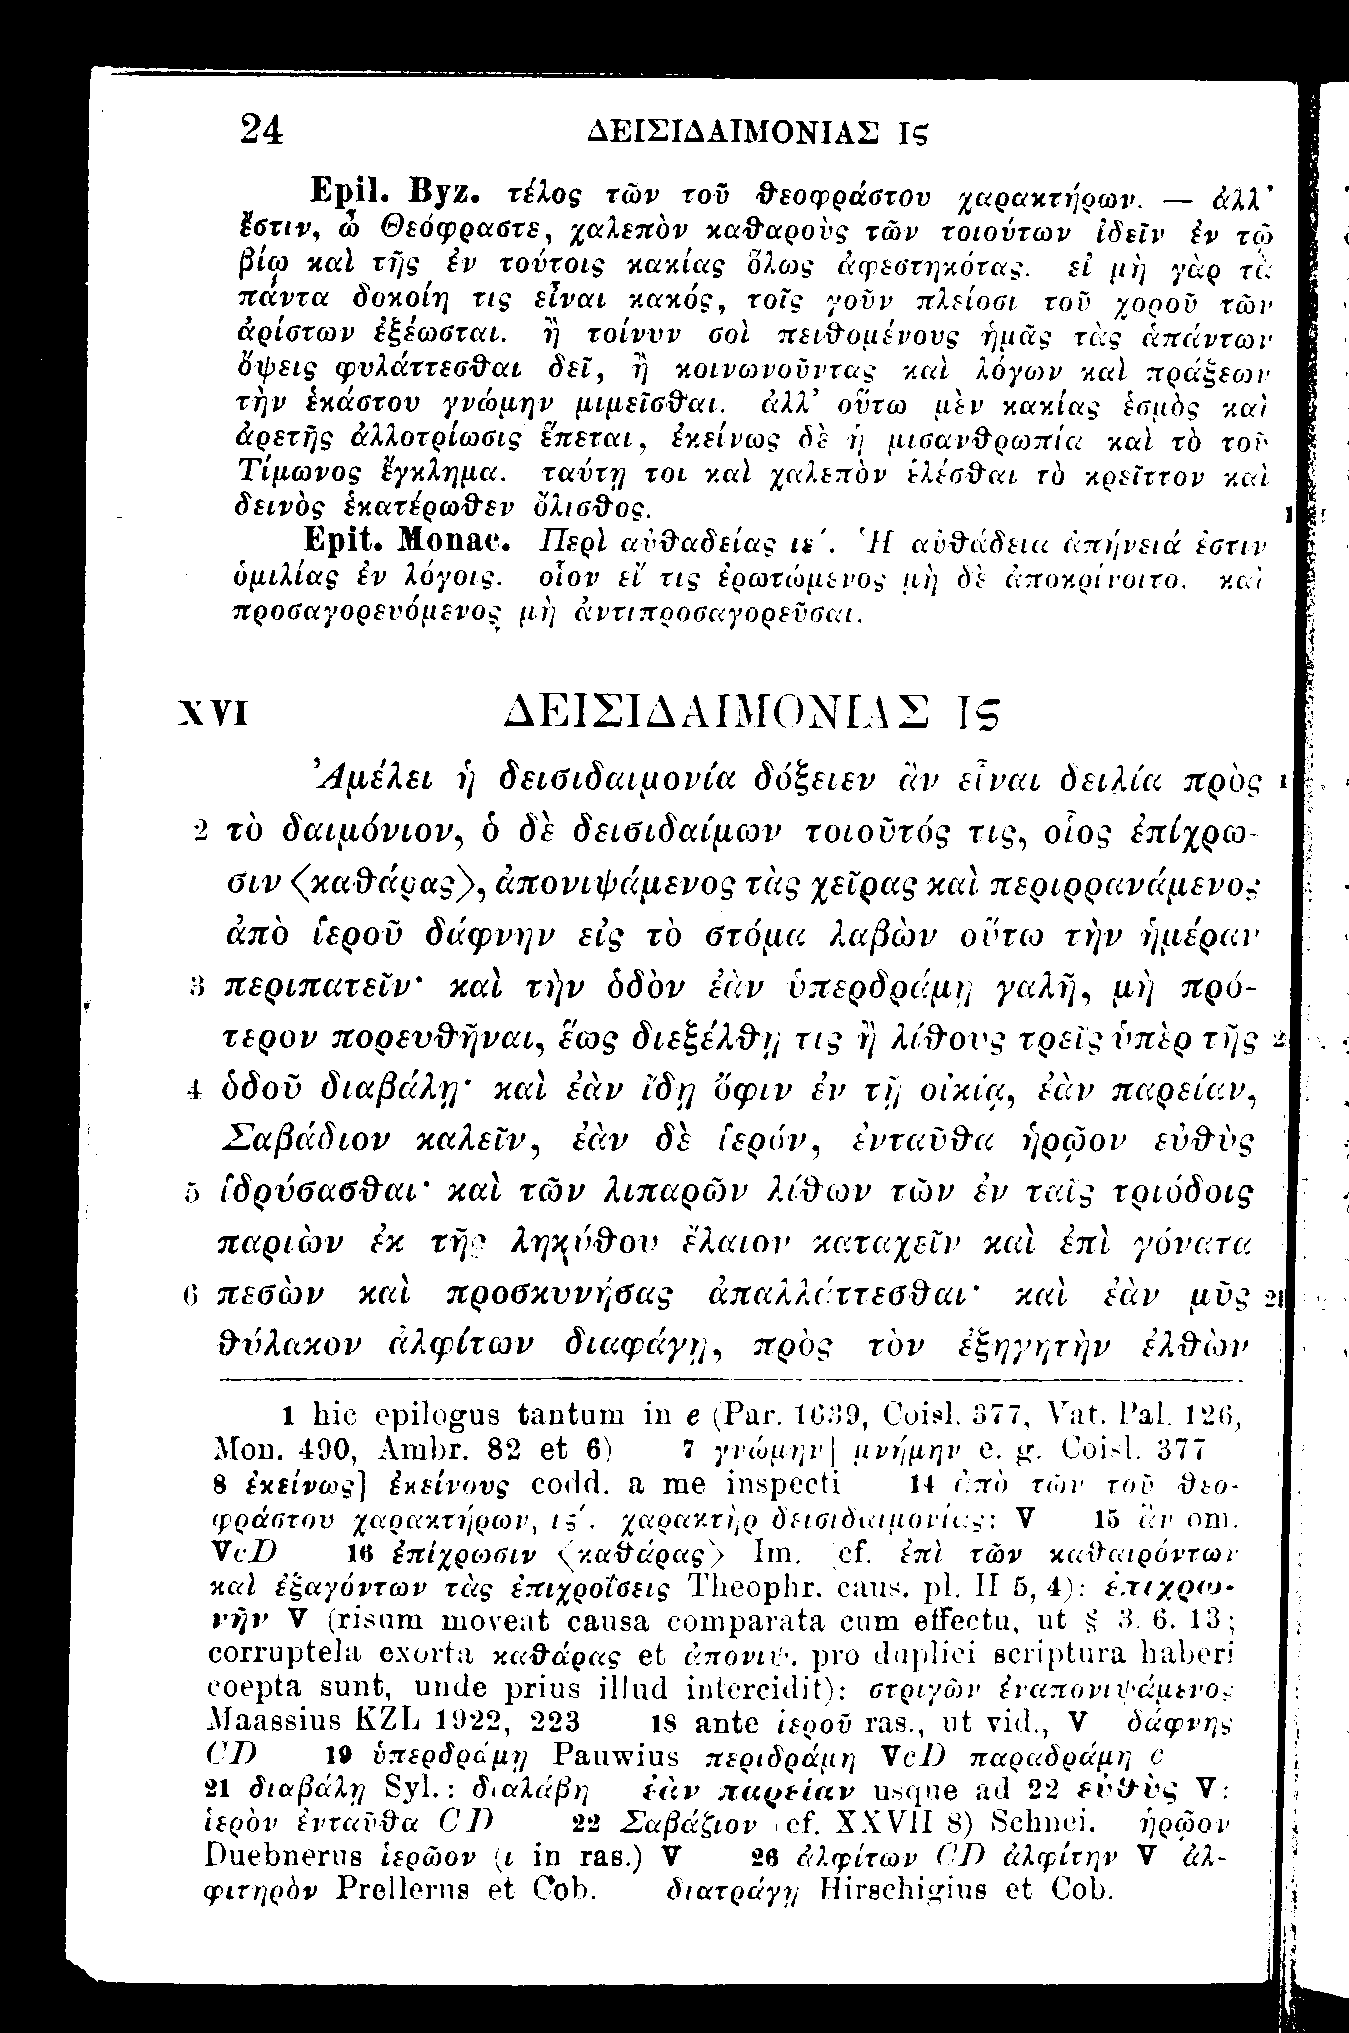 24 ΔΕΙΣΙΔΑΙΜΟΝΙΑΣ Ις
Epil. Byz. τέλος τῶν τοῦ θεοφράστου χαρακτήρων. — ἀλλ'
ἔστιν, ὦ Θεόφραστε, χαλεπὸν καθαροὺς τῶν τοιούτων ἰδεῖν ἐν τῷ
βίῳ καὶ τῆς ἐν τούτοις κακίας ὅλως ἀφεστηκότας. εἰ μὴ γὰρ τὰ
πάντα δοκοίη τις εἶναι κακός, τοῖς γοῦν πλείοσι τοῦ χοροῦ τῶν
ἀρίστων ἐξέωσται. ἢ τοίνυν σοὶ πειθομένους ἡμᾶς τὰς ἁπάντων
ὄψεις φυλάττεσθαι δεῖ, ἢ κοινωνοῦντας καὶ λόγων καὶ πράξεων
τὴν ἑκάστου γνώμην μιμεῖσθαι. ἀλλ' οὕτω μὲν κακίας ἑσμὸς καὶ
ἀρετῆς ἀλλοτρίωσις ἕπεται, ἐκείνως δὲ ἡ μισανθρωπία καὶ τὸ τοῦ
Τίμωνος ἔγκλημα. ταύτῃ τοι καὶ χαλεπὸν ἑλέσθαι τὸ κρεῖττον καὶ
δεινὸς ἑκατέρωθεν ὄλισθος.
Epit. Monac. Περὶ αὐθαδείας ιε΄. Ἡ αὐθάδεια ἀπήνειά ἐστιν
ὁμιλίας ἐν λόγοις. οἷον εἴ τις ἐρωτώμενος μὴ δὲ ἀποκρίνοιτο. καὶ
προσαγορευόμενος μὴ ἀντιπροσαγορεῦσαι.
XVI ΔΕΙΣΙΔΑΙΜΟΝΙΑΣ Ις
Ἀμέλει ἡ δεισιδαιμονία δόξειεν ἂν εἶναι δειλία πρὸς
2 τὸ δαιμόνιον, ὁ δὲ δεισιδαίμων τοιοῦτός τις, οἷος ἐπίχρω-
σιν ⟨καθάρας⟩, ἀπονιψάμενος τὰς χεῖρας καὶ περιρρανάμενος
ἀπὸ ἱεροῦ δάφνην εἰς τὸ στόμα λαβὼν οὕτω τὴν ἡμέραν
3 περιπατεῖν· καὶ τὴν ὁδὸν ἐὰν ὑπερδράμῃ γαλῆ, μὴ πρό-
τερον πορευθῆναι, ἕως διεξέλθῃ τις ἢ λίθους τρεῖς ὑπὲρ τῆς
4 ὁδοῦ διαβάλῃ· καὶ ἐὰν ἴδῃ ὄφιν ἐν τῇ οἰκίᾳ, ἐὰν παρείαν,
Σαβάδιον καλεῖν, ἐὰν δὲ ἱερόν, ἐνταῦθα ἡρῷον εὐθὺς
5 ἱδρύσασθαι· καὶ τῶν λιπαρῶν λίθων τῶν ἐν ταῖς τριόδοις
παριὼν ἐκ τῆς ληκύθου ἔλαιον καταχεῖν καὶ ἐπὶ γόνατα
6 πεσὼν καὶ προσκυνήσας ἀπαλλάττεσθαι· καὶ ἐὰν μῦς
θύλακον ἀλφίτων διαφάγῃ, πρὸς τὸν ἐξηγητὴν ἐλθὼν
1 hic epilogus tantum in e (Par. 1639, Coisl. 377, Vat. Pal. 126,
Mon. 490, Ambr. 82 et 6) 7 γνώμην] μνήμην e. g. Coisl. 377
8 ἐκείνως] ἐκείνους codd. a me inspecti 14 ἀπὸ τῶν τοῦ θεο-
φράστου χαρακτήρων, ις΄. χαρακτὴρ δεισιδαιμονίας: V 15 ἂν om.
VcD 16 ἐπίχρωσιν ⟨καθάρας⟩ Im. cf. ἐπὶ τῶν καθαιρόντων
καὶ ἐξαγόντων τὰς ἐπιχροΐσεις Theophr. caus. pl. II 5, 4): ἐπιχρω-
νὴν V (risum moveat causa comparata cum effectu, ut § 3. 6. 13;
corruptela exorta καθάρας et ἀπονιψ. pro duplici scriptura haberi
coepta sunt, unde prius illud intercidit): στριγῶν ἐναπονιψάμενος
Maassius KZL 1922, 223 18 ante ἱεροῦ ras., ut vid., V δάφνης
CD 19 ὑπερδράμῃ Pauwius περιδράμῃ VcD παραδράμῃ c
21 διαβάλῃ Syl.: διαλάβῃ ἐὰν παρείαν usque ad 22 εὐθὺς V:
ἱερὸν ἐνταῦθα CD 22 Σαβάζιον (cf. XXVII 8) Schnei. ἡρῷον
Duebnerus ἱερῶον (ι in ras.) V 26 ἀλφίτων CD ἀλφίτην V ἀλ-
φιτηρὸν Prellerus et Cob. διατράγῃ Hirschigius et Cob.